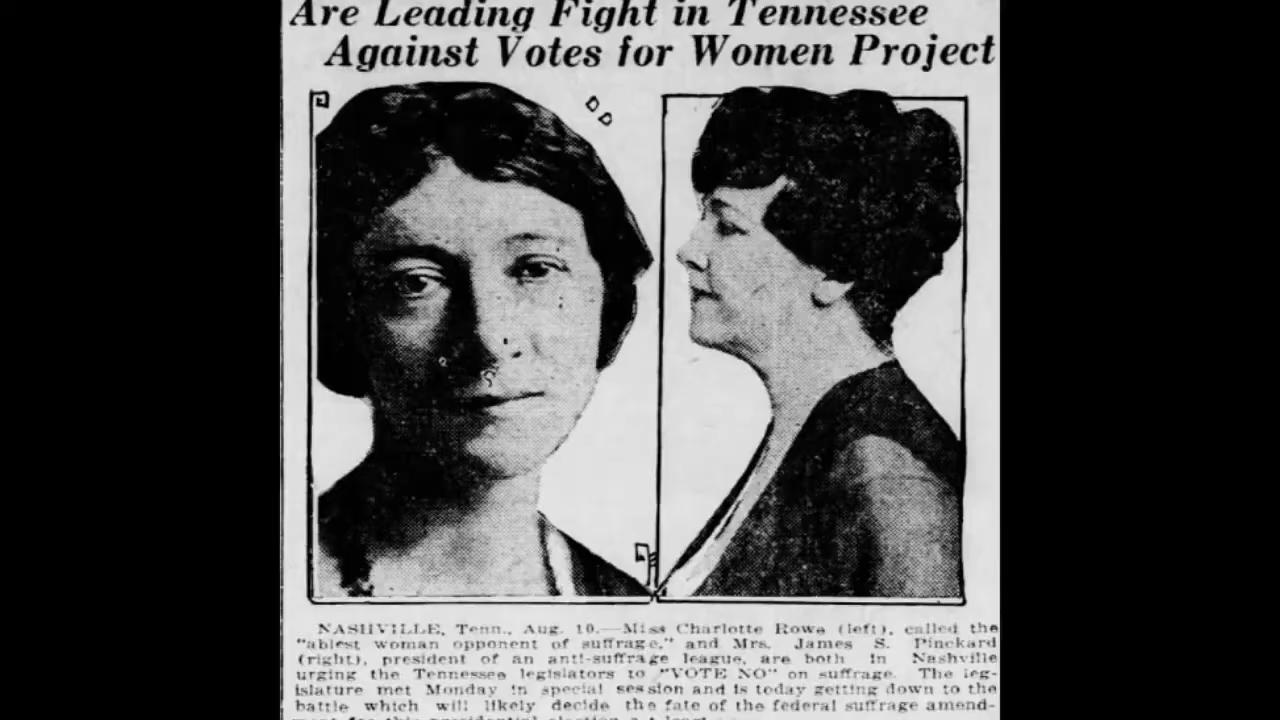 Are Leading Fight in Tennessee
Against Votes for Women Project
NASHVILLE, Tenn., Aug. 10.—Miss Charlotte Rowe (left), called the
"ablest woman opponent of suffrage," and Mrs. James S. Pinckard
(right), president of an anti-suffrage league, are both in Nashville
urging the Tennessee legislators to "VOTE NO" on suffrage. The leg-
islature met Monday in special session and is today getting down to the
battle which will likely decide the fate of the federal suffrage amend-